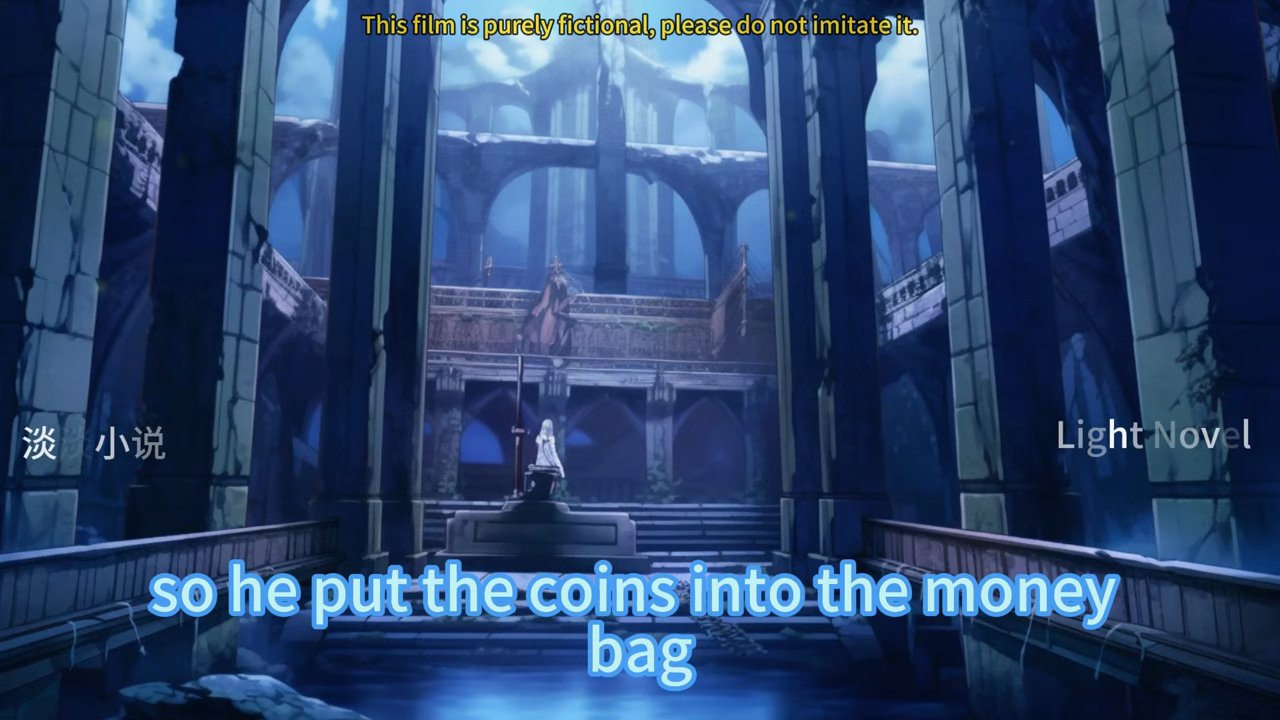 This film is purely fictional, please do not imitate it.
淡 小说
Light Novel
so he put the coins into the money
bag